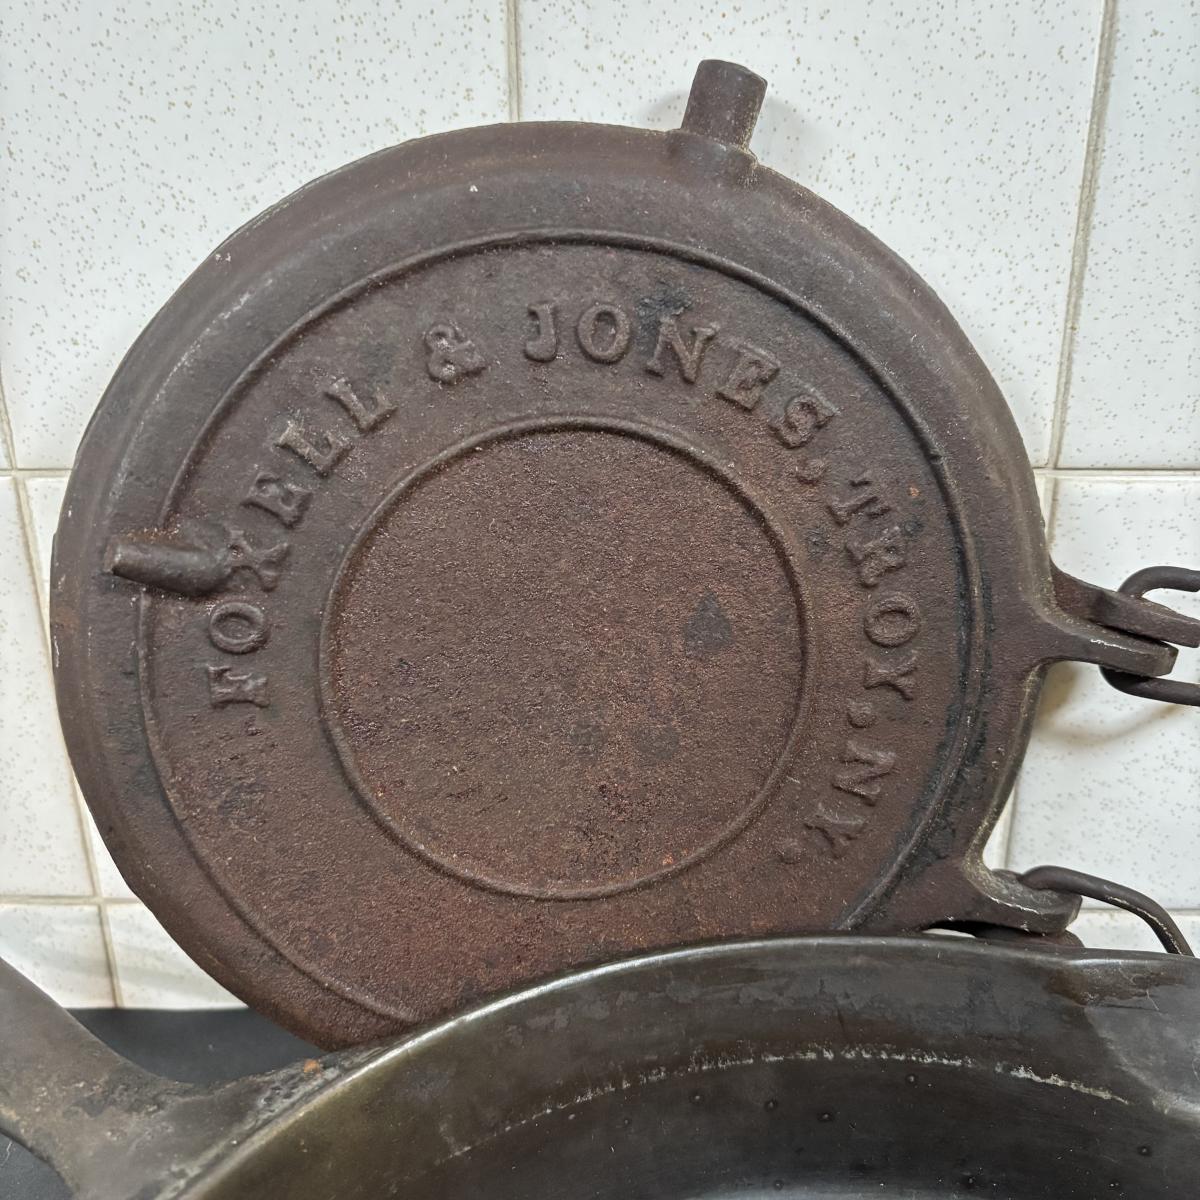 FOXELL & JONES, TROY. N.Y.